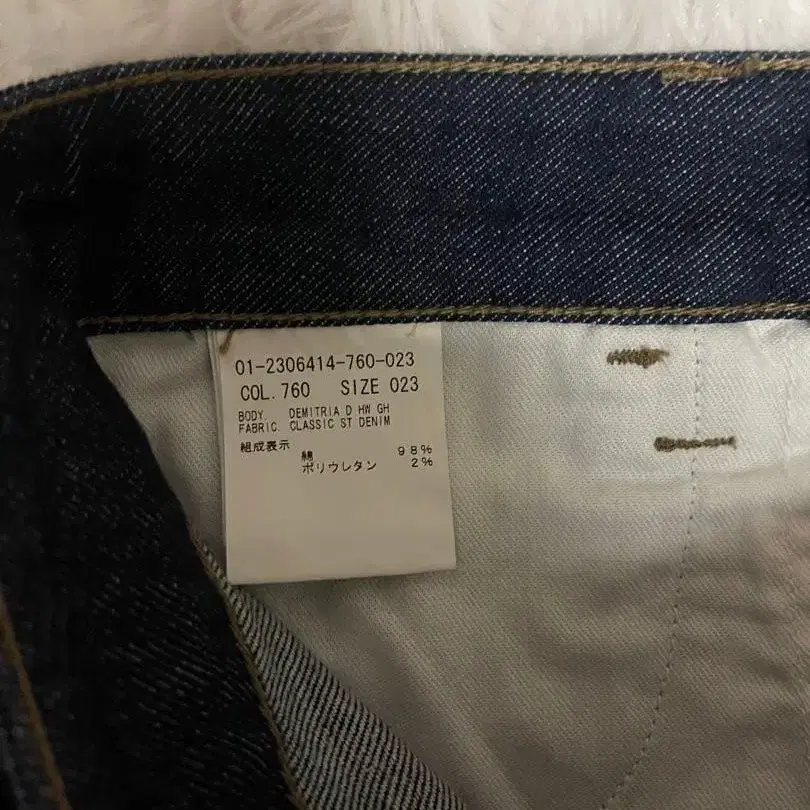 01-2306414-760-023
COL.760 SIZE 023
BODY. DEMITRIA D HW GH
FABRIC. CLASSIC ST DENIM
組成表示
綿 98%
ポリウレタン 2%